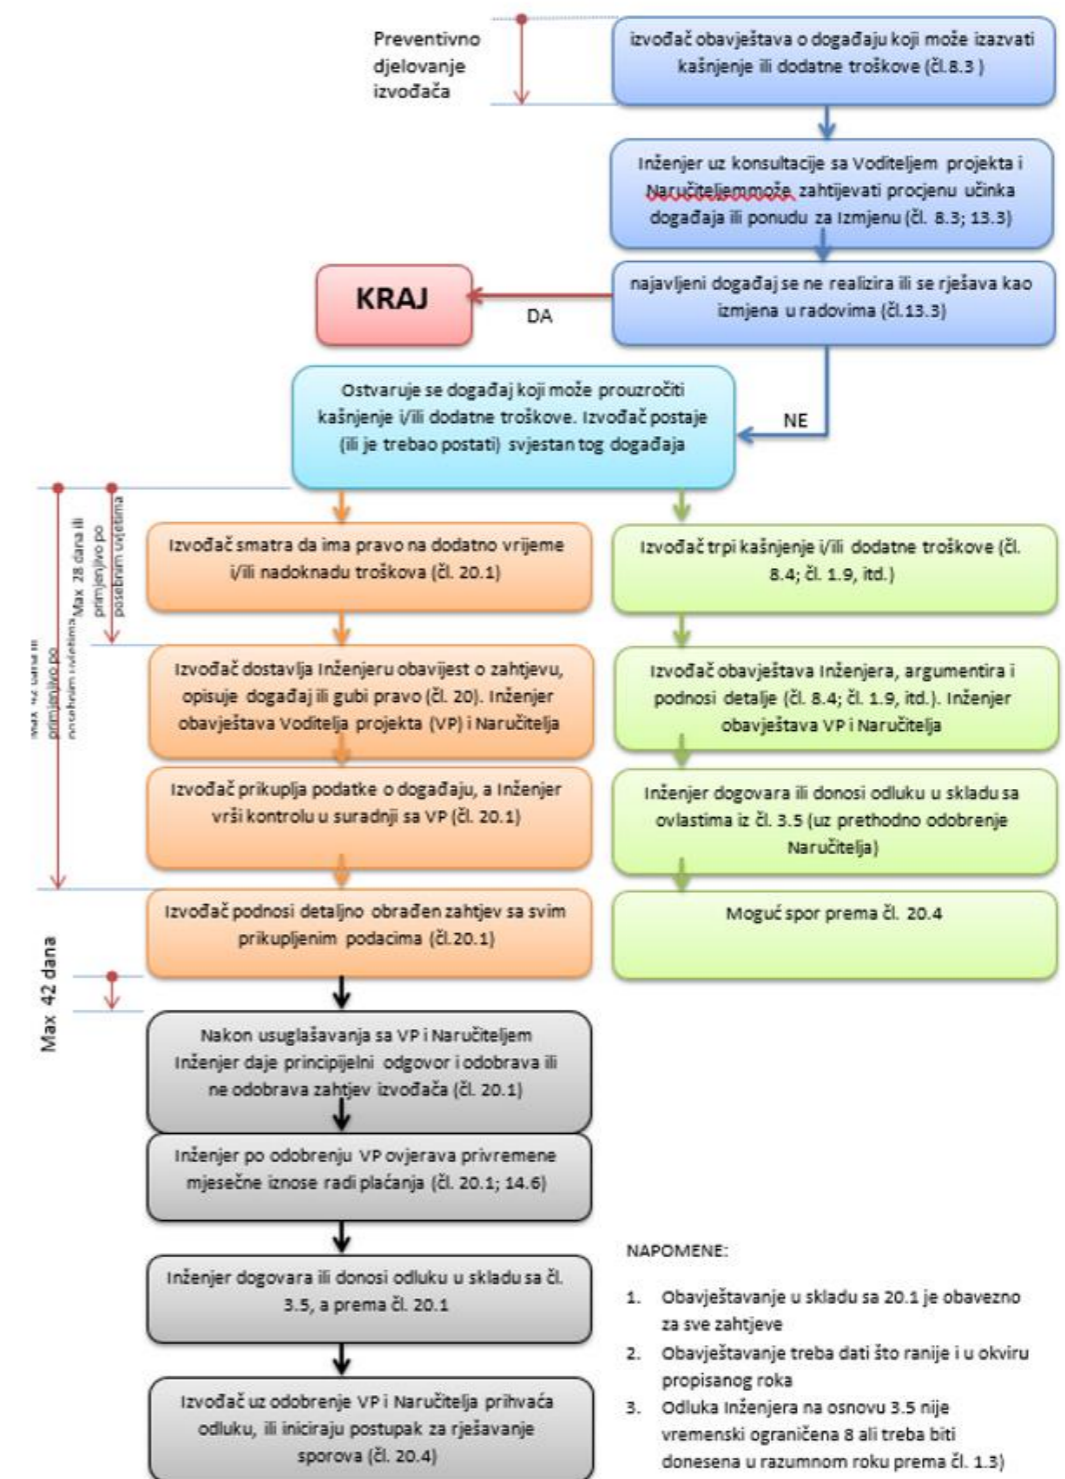 Preventivno
djelovanje
izvođača
izvođač obavještava o događaju koji može izazvati
kašnjenje ili dodatne troškove (čl.8.3 )
Inženjer uz konsultacije sa Voditeljem projekta i
Naručiteljemmože zahtijevati procjenu učinka
događaja ili ponudu za Izmjenu (čl. 8.3; 13.3)
najavljeni događaj se ne realizira ili se rješava kao
izmjena u radovima (čl.13.3)
DA
KRAJ
NE
Ostvaruje se događaj koji može prouzročiti
kašnjenje i/ili dodatne troškove. Izvođač postaje
(ili je trebao postati) svjestan tog događaja
Max 28 dana ili
primjenjivo po
posebnim uvjetima
primjenjivo po
posebnim uvjetima
Izvođač smatra da ima pravo na dodatno vrijeme
i/ili nadoknadu troškova (čl. 20.1)
Izvođač dostavlja Inženjeru obavijest o zahtjevu,
opisuje događaj ili gubi pravo (čl. 20). Inženjer
obavještava Voditelja projekta (VP) i Naručitelja
Izvođač prikuplja podatke o događaju, a Inženjer
vrši kontrolu u suradnji sa VP (čl. 20.1)
Izvođač podnosi detaljno obrađen zahtjev sa svim
prikupljenim podacima (čl.20.1)
Izvođač trpi kašnjenje i/ili dodatne troškove (čl.
8.4; čl. 1.9, itd.)
Izvođač obavještava Inženjera, argumentira i
podnosi detalje (čl. 8.4; čl. 1.9, itd.). Inženjer
obavještava VP i Naručitelja
Inženjer dogovara ili donosi odluku u skladu sa
ovlastima iz čl. 3.5 (uz prethodno odobrenje
Naručitelja)
Moguć spor prema čl. 20.4
Max 42 dana
Nakon usuglašavanja sa VP i Naručiteljem
Inženjer daje principijelni odgovor i odobrava ili
ne odobrava zahtjev izvođača (čl. 20.1)
Inženjer po odobrenju VP ovjerava privremene
mjesečne iznose radi plaćanja (čl. 20.1; 14.6)
Inženjer dogovara ili donosi odluku u skladu sa čl.
3.5, a prema čl. 20.1
Izvođač uz odobrenje VP i Naručitelja prihvaća
odluku, ili iniciraju postupak za rješavanje
sporova (čl. 20.4)
NAPOMENE:
1. Obavještavanje u skladu sa 20.1 je obavezno
za sve zahtjeve
2. Obavještavanje treba dati što ranije i u okviru
propisanog roka
3. Odluka Inženjera na osnovu 3.5 nije
vremenski ograničena 8 ali treba biti
donesena u razumnom roku prema čl. 1.3)